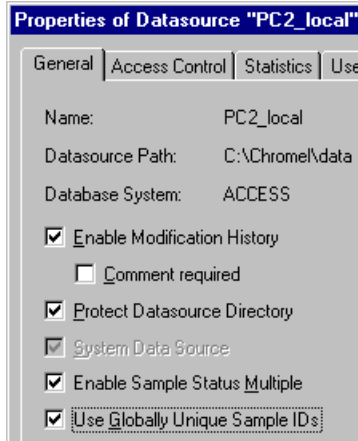 Properties of Datasource "PC2_local"
General Access Control Statistics Use
Name: PC2_local
Datasource Path: C:\Chromel\data
Database System: ACCESS
Enable Modification History
Comment required
Protect Datasource Directory
System Data Source
Enable Sample Status Multiple
Use Globally Unique Sample IDs